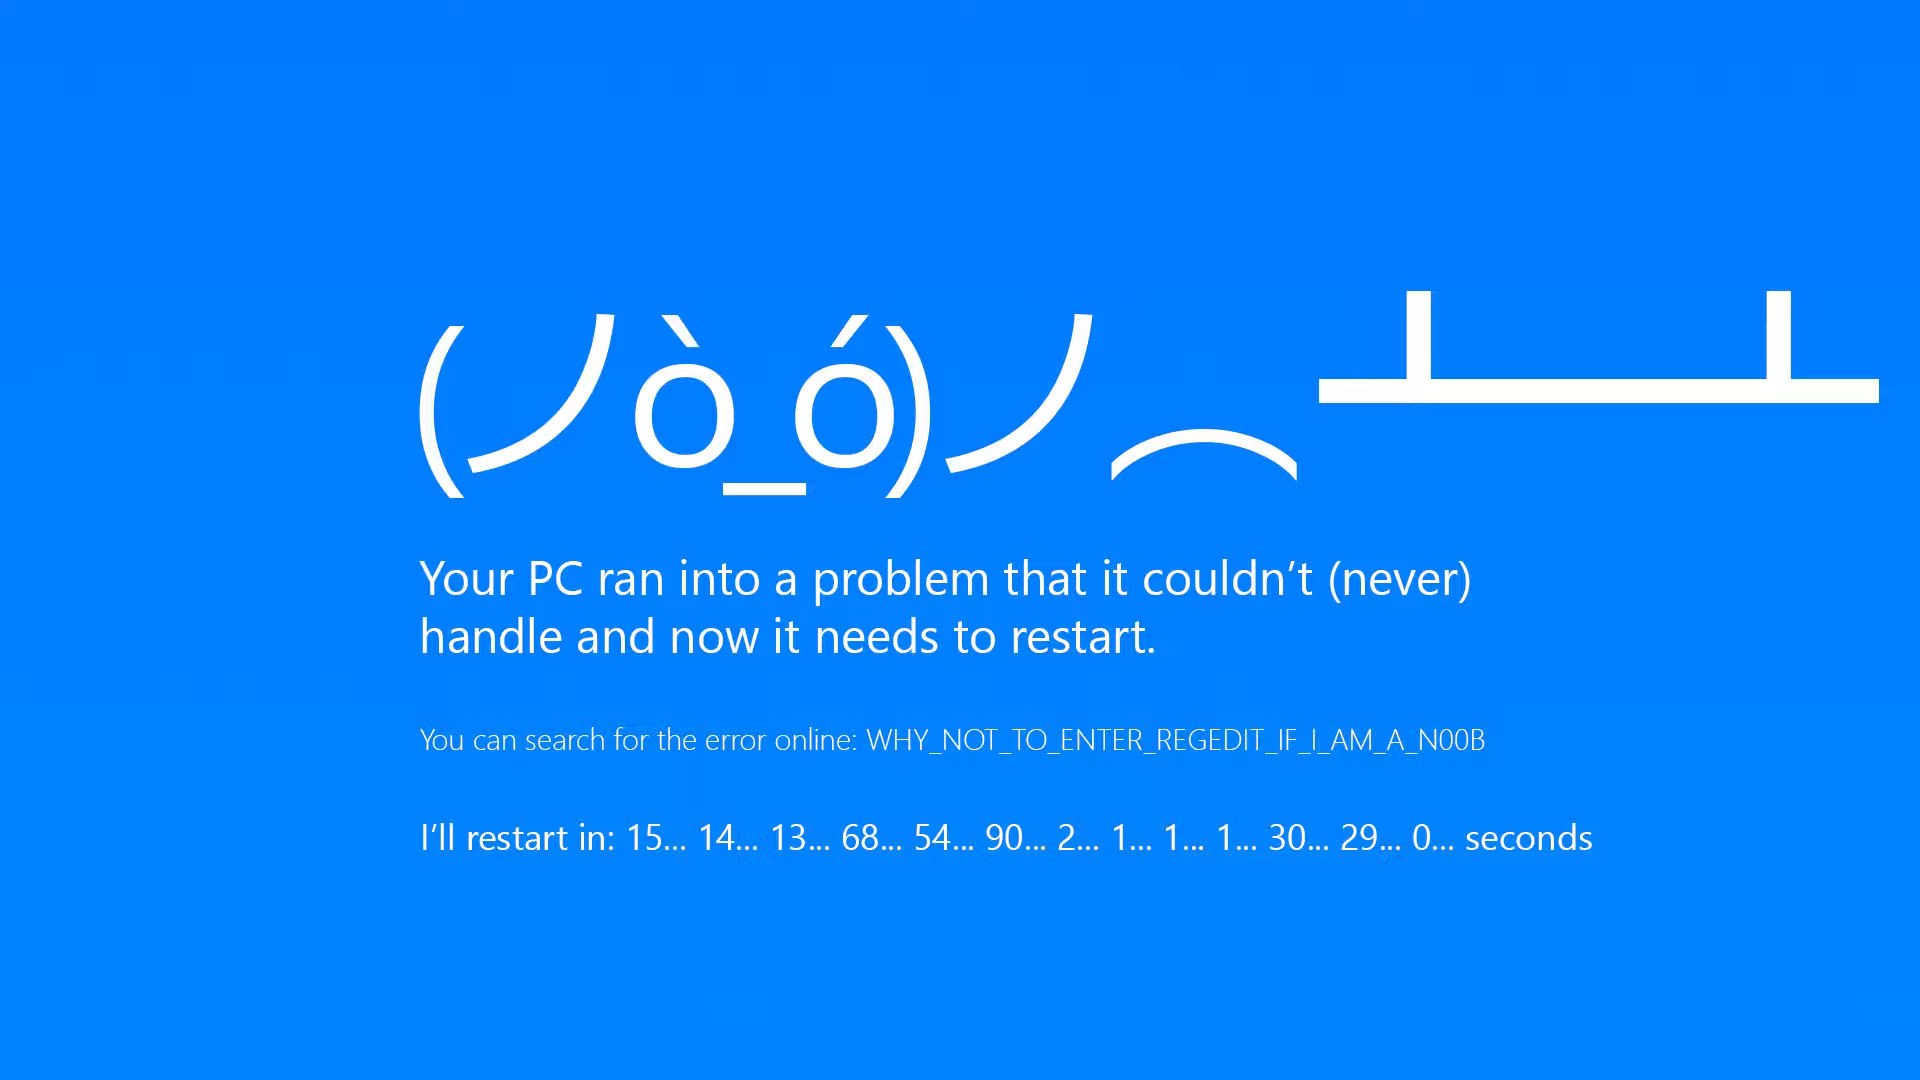 (ノò_ó)ノ︵┻━┻
Your PC ran into a problem that it couldn’t (never)
handle and now it needs to restart.
You can search for the error online: WHY_NOT_TO_ENTER_REGEDIT_IF_I_AM_A_N00B
I’ll restart in: 15... 14... 13... 68... 54... 90... 2... 1... 1... 1... 30... 29... 0... seconds